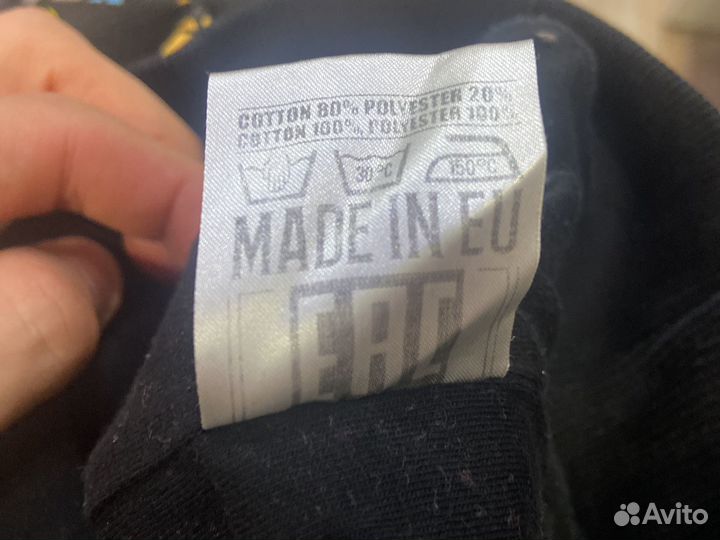 COTTON 80% POLYESTER 20%
COTTON 100%, POLYESTER 100%
30°C
150°C
MADE IN EU
EAC
Avito